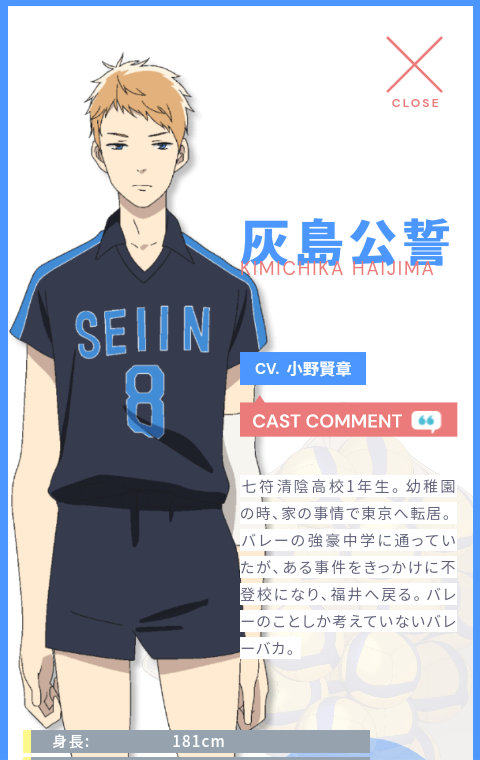 CLOSE
灰島公誓
KIMICHIKA HAIJIMA
SEIIN
8
CV. 小野賢章
CAST COMMENT
七符清陰高校1年生。幼稚園
の時、家の事情で東京へ転居。
バレーの強豪中学に通ってい
たが、ある事件をきっかけに不
登校になり、福井へ戻る。バレ
ーのことしか考えていないバレ
ーバカ。
身長: 181cm